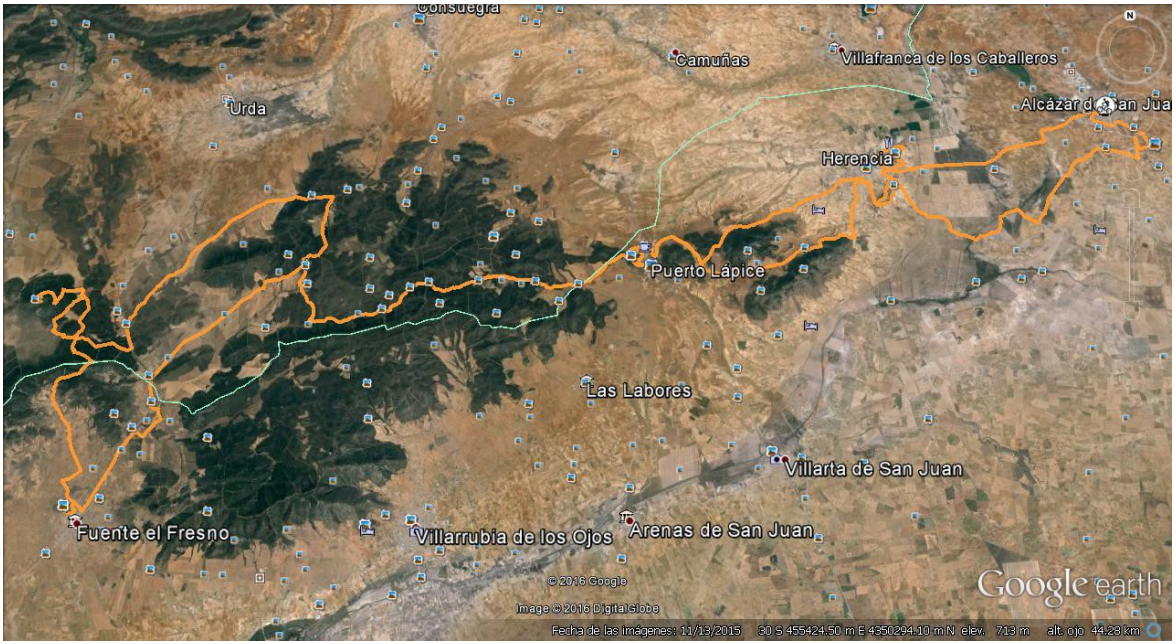 Consuegra
Camuñas
Villafranca de los Caballeros
Urda
Alcázar de San Jua
Herencia
Puerto Lápice
Las Labores
Villarta de San Juan
Fuente el Fresno
Villarrubia de los Ojos
Arenas de San Juan
N
© 2016 Google
Image © 2016 DigitalGlobe
Google earth
Fecha de las imágenes: 11/13/2015 30 S 455424.50 m E 4350294.10 m N elev. 713 m alt. ojo 44.28 km